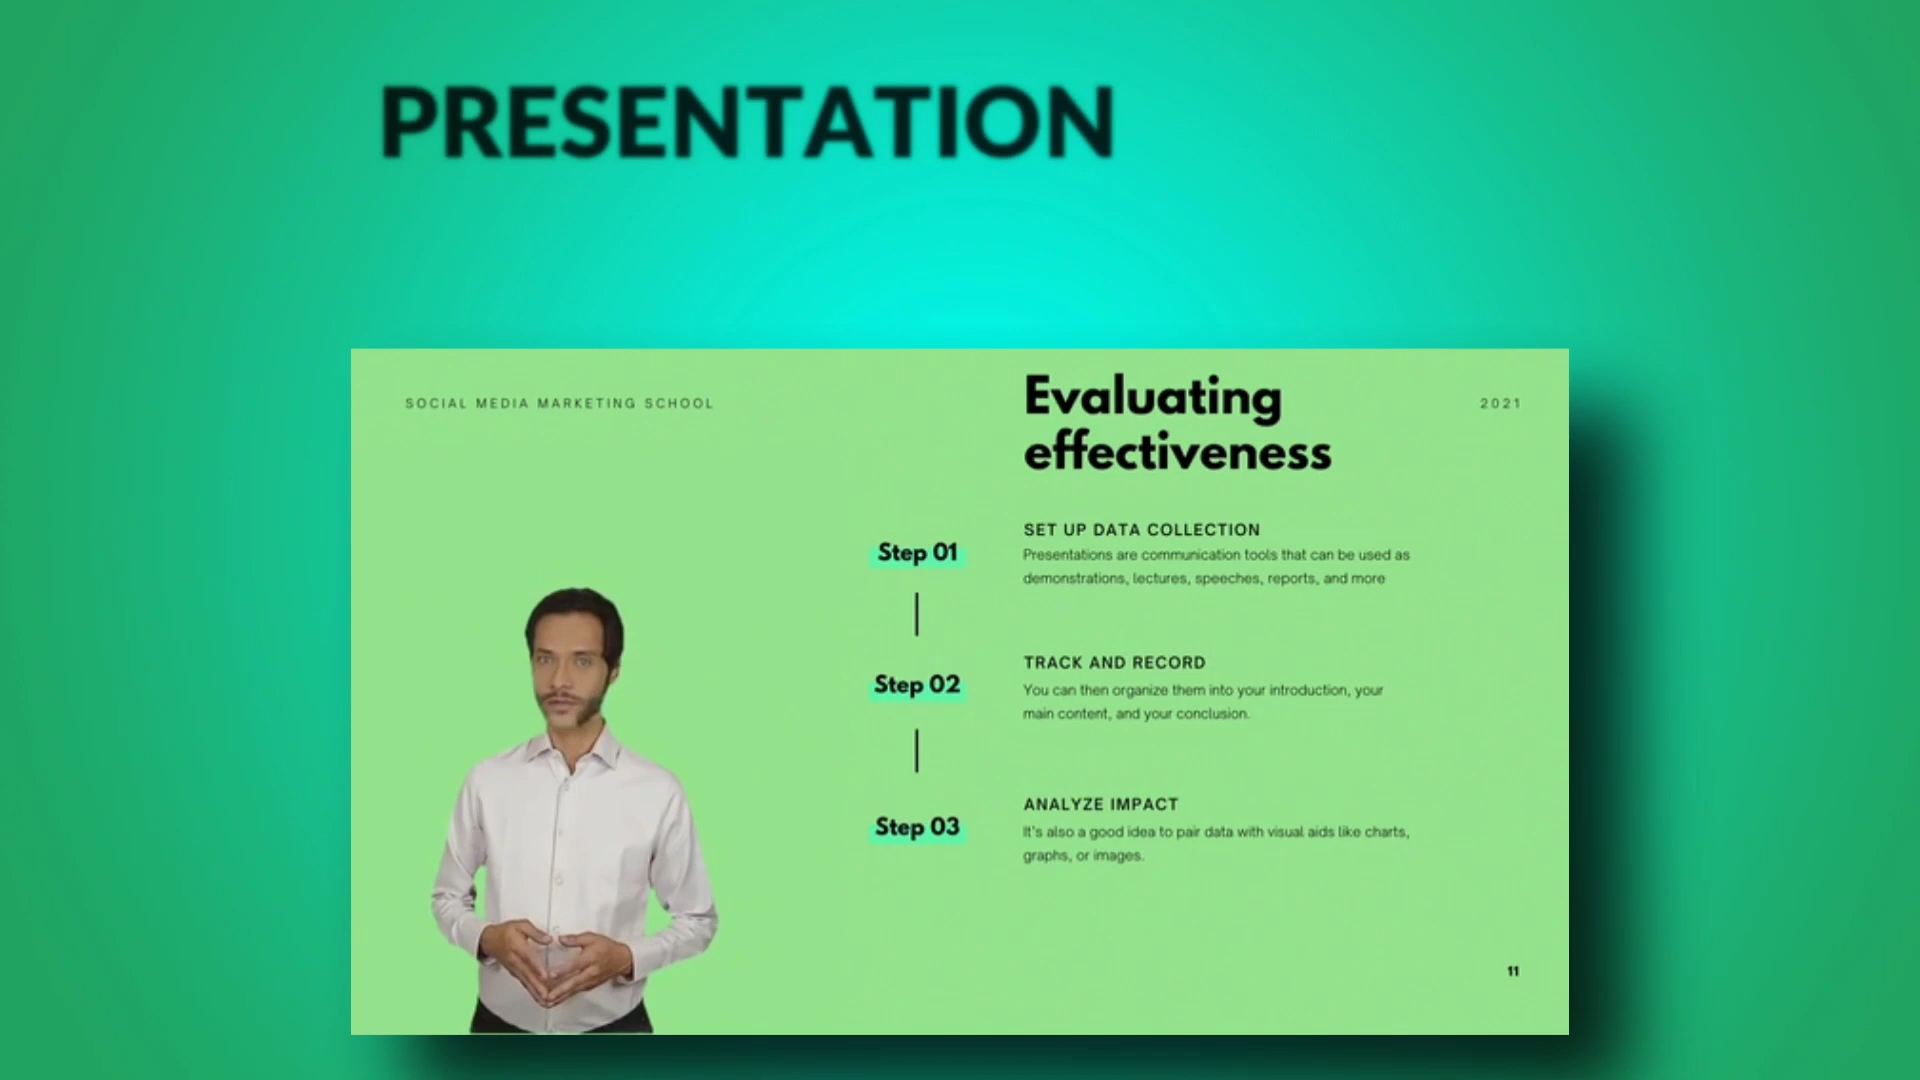 PRESENTATION
SOCIAL MEDIA MARKETING SCHOOL
2021
Evaluating
effectiveness
Step 01
SET UP DATA COLLECTION
Presentations are communication tools that can be used as
demonstrations, lectures, speeches, reports, and more
Step 02
TRACK AND RECORD
You can then organize them into your introduction, your
main content, and your conclusion.
Step 03
ANALYZE IMPACT
It's also a good idea to pair data with visual aids like charts,
graphs, or images.
11